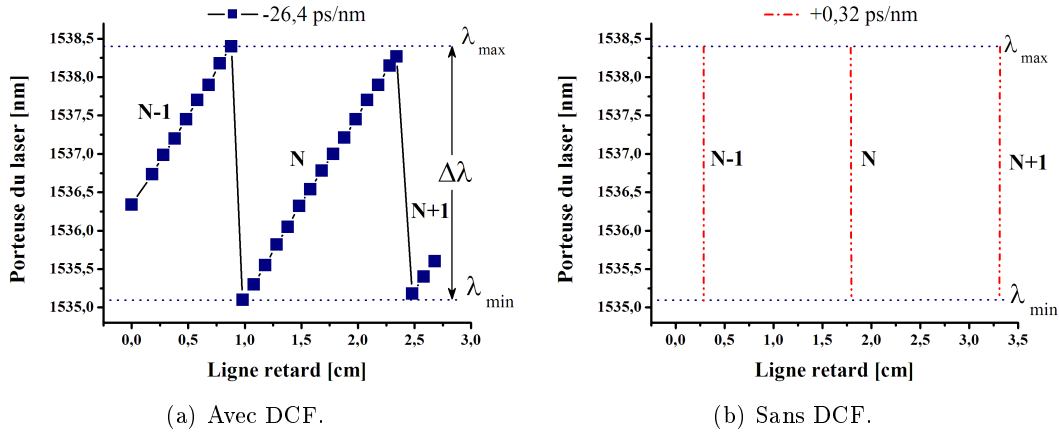 -26,4 ps/nm
Porteuse du laser [nm]
1538,5
1538,0
1537,5
1537,0
1536,5
1536,0
1535,5
1535,0
N-1
N
N+1
Δλ
λ max
λ min
0,0 0,5 1,0 1,5 2,0 2,5 3,0
Ligne retard [cm]
(a) Avec DCF.
+0,32 ps/nm
Porteuse du laser [nm]
1538,5
1538,0
1537,5
1537,0
1536,5
1536,0
1535,5
1535,0
N-1
N
N+1
λ max
λ min
0,0 0,5 1,0 1,5 2,0 2,5 3,0 3,5
Ligne retard [cm]
(b) Sans DCF.